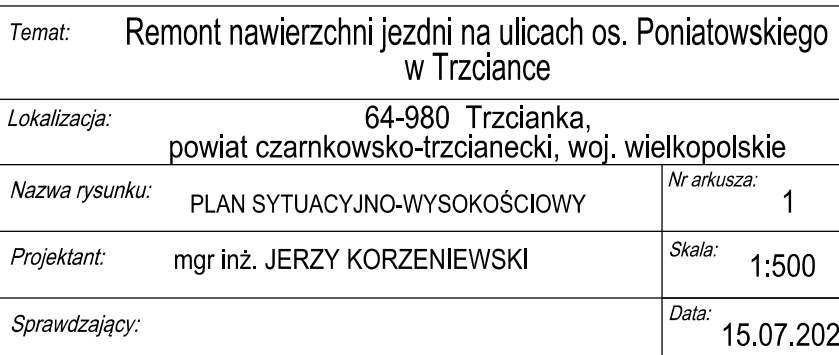 Temat: Remont nawierzchni jezdni na ulicach os. Poniatowskiego
w Trzciance
Lokalizacja: 64-980 Trzcianka,
powiat czarnkowsko-trzcianecki, woj. wielkopolskie
Nazwa rysunku: PLAN SYTUACYJNO-WYSOKOŚCIOWY
Nr arkusza: 1
Projektant: mgr inż. JERZY KORZENIEWSKI
Skala: 1:500
Sprawdzający:
Data: 15.07.202